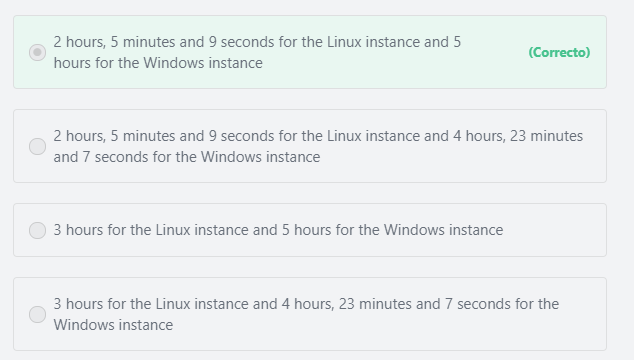 2 hours, 5 minutes and 9 seconds for the Linux instance and 5
hours for the Windows instance
(Correcto)
2 hours, 5 minutes and 9 seconds for the Linux instance and 4 hours, 23 minutes
and 7 seconds for the Windows instance
3 hours for the Linux instance and 5 hours for the Windows instance
3 hours for the Linux instance and 4 hours, 23 minutes and 7 seconds for the
Windows instance